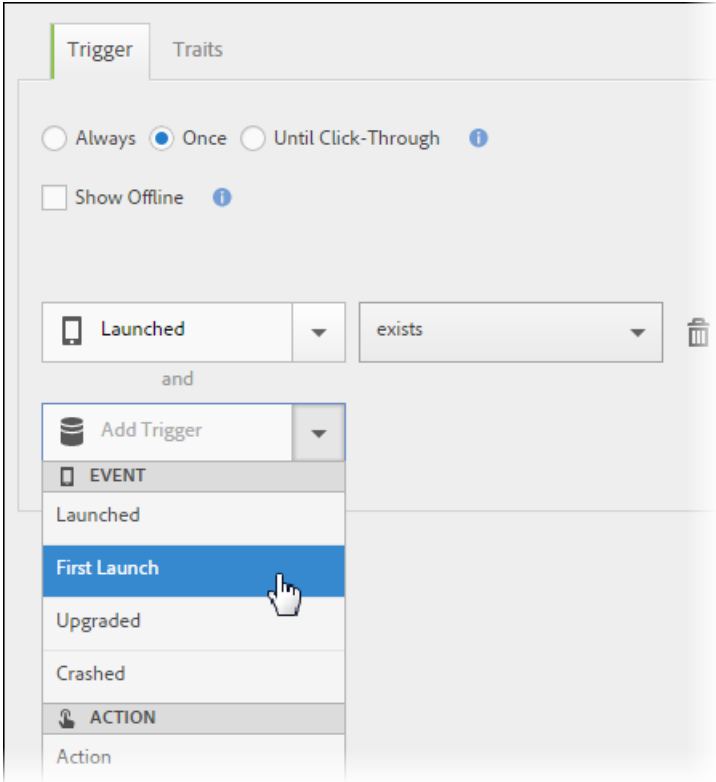 Trigger Traits
Always Once Until Click-Through i
Show Offline i
Launched exists
and
Add Trigger
EVENT
Launched
First Launch
Upgraded
Crashed
ACTION
Action